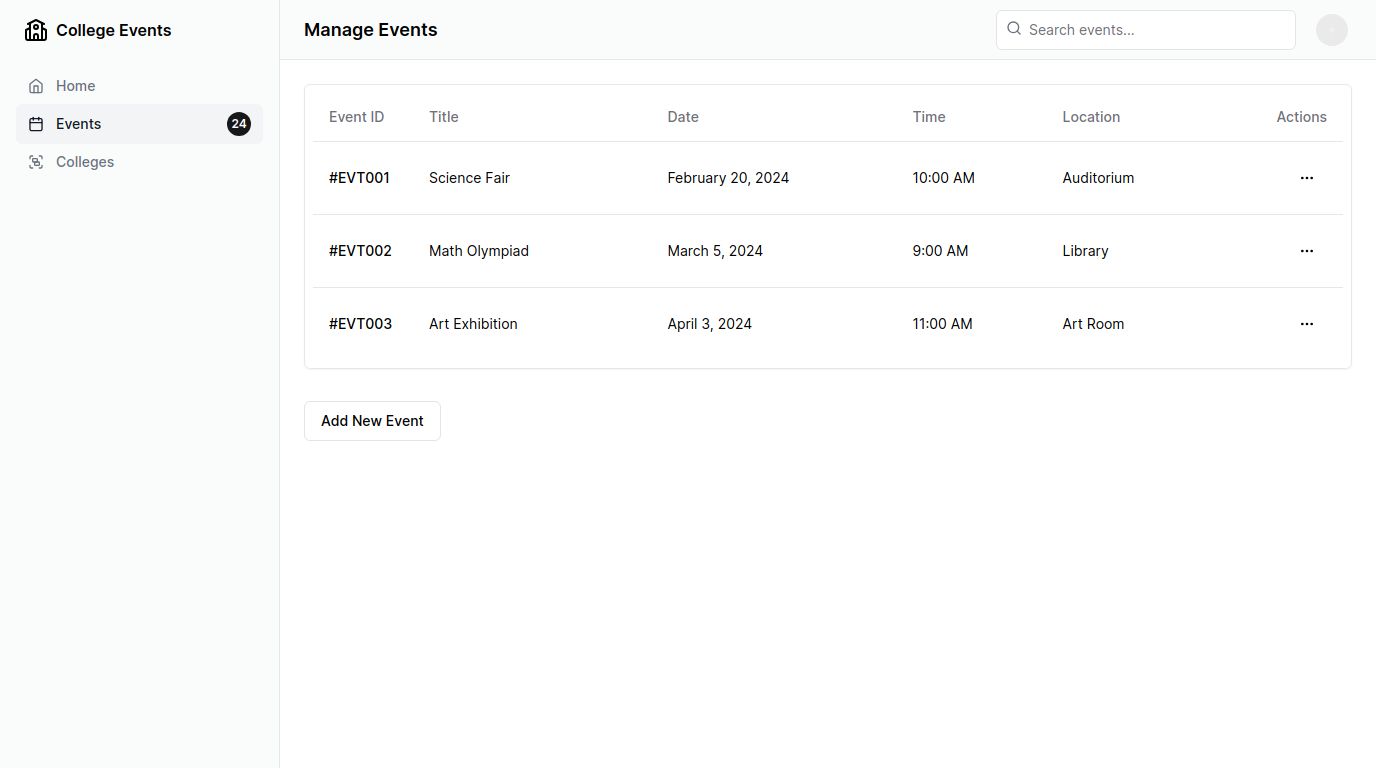 College Events
Home
Events 24
Colleges
Manage Events
Search events...
Event ID Title Date Time Location Actions
#EVT001 Science Fair February 20, 2024 10:00 AM Auditorium
#EVT002 Math Olympiad March 5, 2024 9:00 AM Library
#EVT003 Art Exhibition April 3, 2024 11:00 AM Art Room
Add New Event